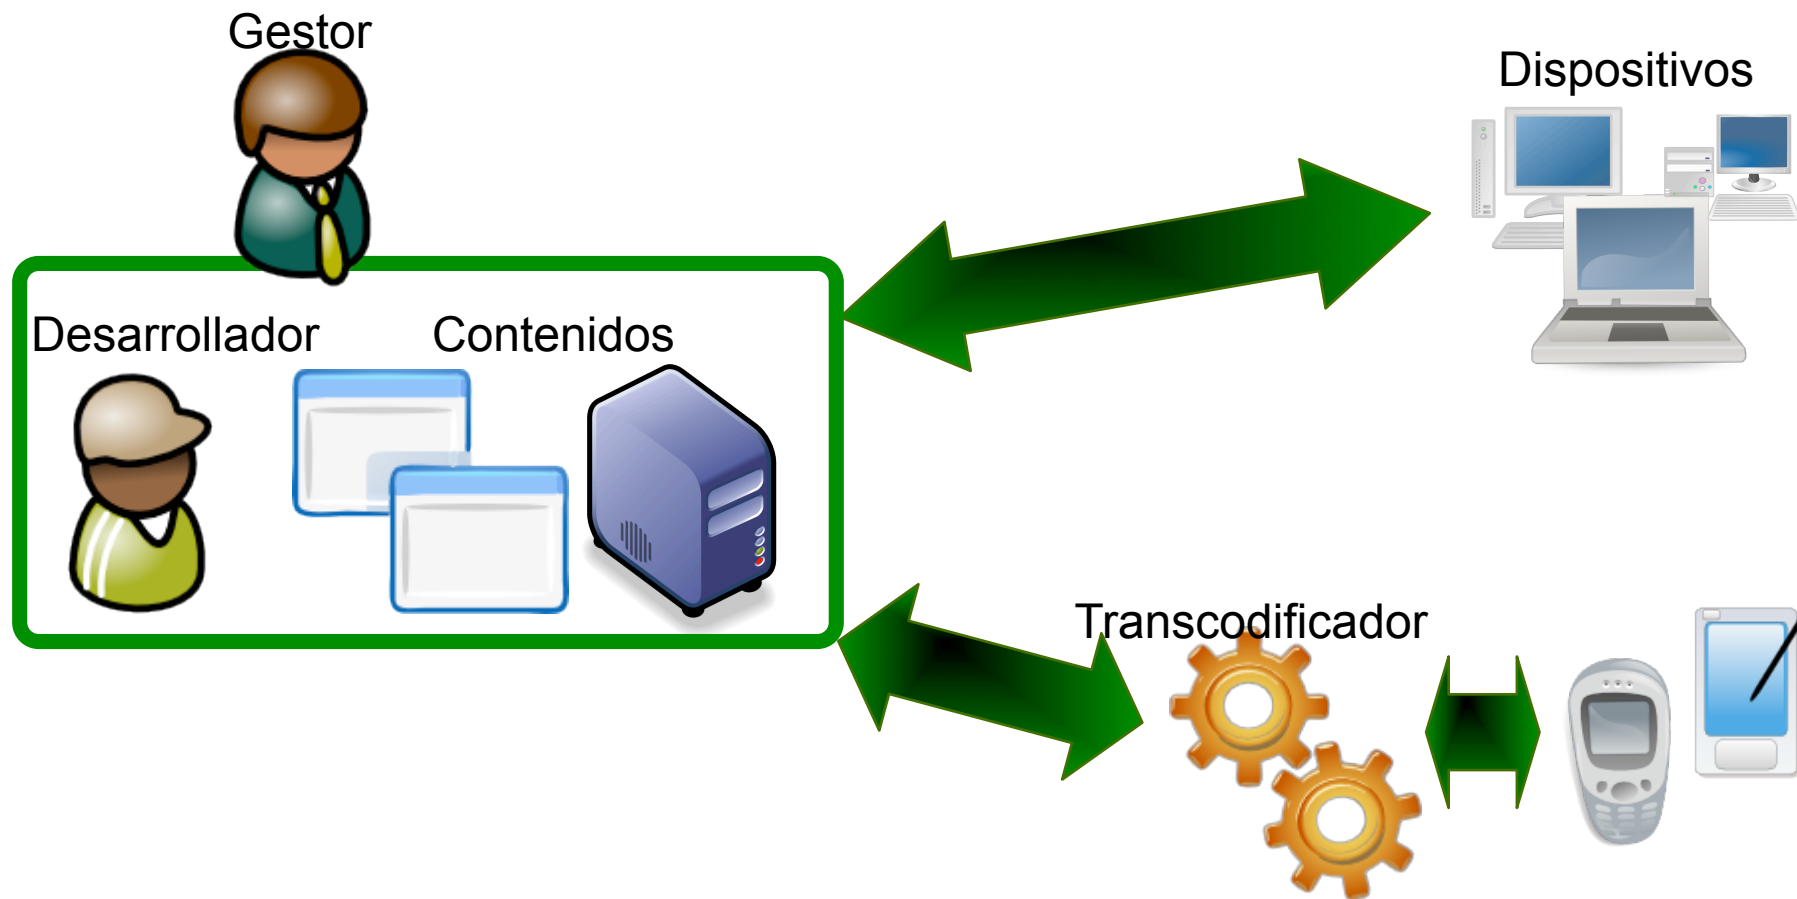 Gestor
Dispositivos
Desarrollador
Contenidos
Transcodificador